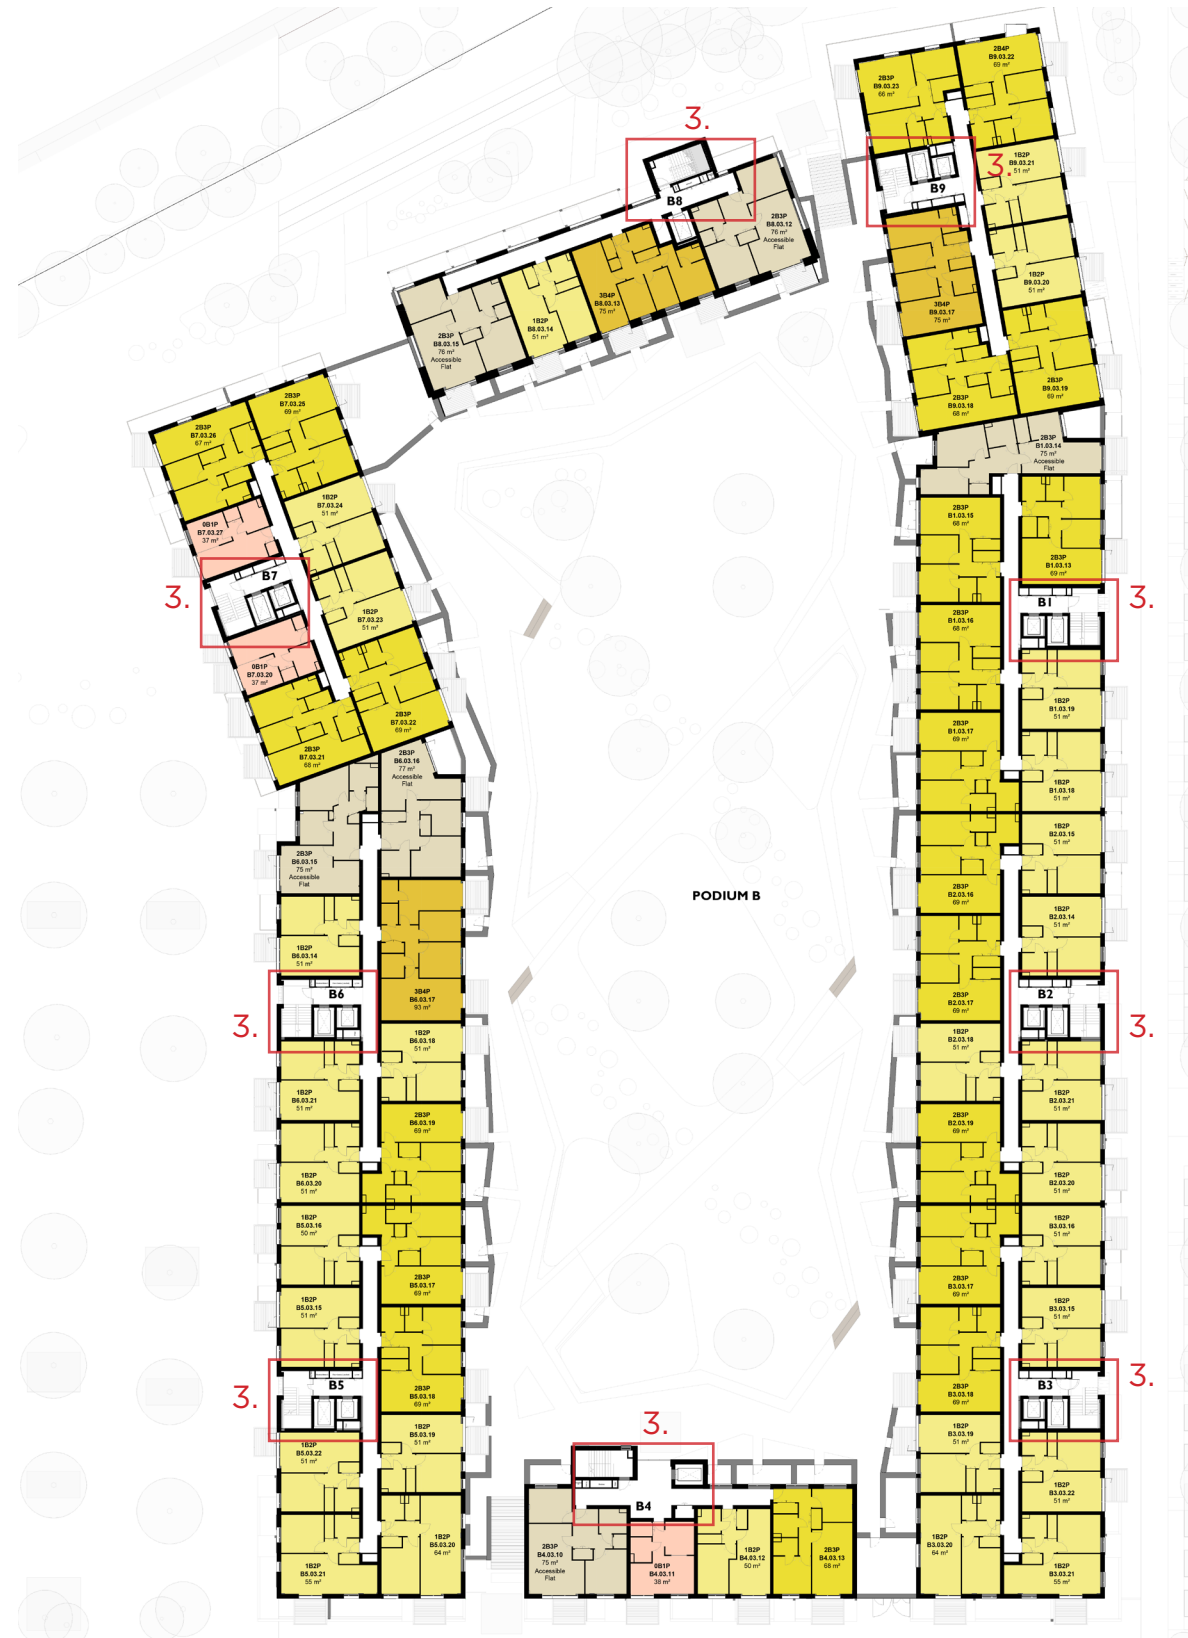 2B4P
B9.03.22
69 m²
2B3P
B9.03.23
66 m²
3.
3.
1B2P
B9.03.21
51 m²
B9
B8
2B3P
B8.03.12
76 m²
Accessible
Flat
1B2P
B9.03.20
51 m²
3B4P
B8.03.13
75 m²
3B4P
B9.03.17
75 m²
1B2P
B8.03.14
51 m²
2B3P
B8.03.15
76 m²
Accessible
Flat
2B3P
B9.03.19
69 m²
2B3P
B9.03.18
68 m²
2B3P
B7.03.25
69 m²
2B3P
B7.03.26
67 m²
2B3P
B1.03.14
75 m²
Accessible
Flat
1B2P
B7.03.24
51 m²
0B1P
B7.03.27
37 m²
2B3P
B1.03.15
68 m²
2B3P
B1.03.13
69 m²
B7
3.
B1
3.
1B2P
B7.03.23
51 m²
2B3P
B1.03.16
68 m²
0B1P
B7.03.20
37 m²
1B2P
B1.03.19
51 m²
2B3P
B7.03.22
69 m²
2B3P
B1.03.17
69 m²
2B3P
B7.03.21
68 m²
2B3P
B6.03.16
77 m²
Accessible
Flat
1B2P
B1.03.18
51 m²
1B2P
B2.03.15
51 m²
2B3P
B6.03.15
75 m²
Accessible
Flat
2B3P
B2.03.16
69 m²
PODIUM B
1B2P
B2.03.14
51 m²
1B2P
B6.03.14
51 m²
3B4P
B6.03.17
93 m²
2B3P
B2.03.17
69 m²
B6
3.
B2
3.
1B2P
B6.03.18
51 m²
1B2P
B2.03.18
51 m²
1B2P
B6.03.21
51 m²
1B2P
B2.03.21
51 m²
2B3P
B6.03.19
69 m²
2B3P
B2.03.19
69 m²
1B2P
B6.03.20
51 m²
1B2P
B2.03.20
51 m²
1B2P
B5.03.16
50 m²
1B2P
B3.03.16
51 m²
2B3P
B5.03.17
69 m²
2B3P
B3.03.17
69 m²
1B2P
B5.03.15
51 m²
1B2P
B3.03.15
51 m²
B5
3.
2B3P
B5.03.18
69 m²
2B3P
B3.03.18
69 m²
B3
3.
3.
1B2P
B5.03.19
51 m²
1B2P
B3.03.19
51 m²
1B2P
B5.03.22
51 m²
1B2P
B3.03.22
51 m²
B4
1B2P
B5.03.20
64 m²
1B2P
B5.03.21
55 m²
2B3P
B4.03.10
75 m²
Accessible
Flat
0B1P
B4.03.11
38 m²
1B2P
B4.03.12
50 m²
2B3P
B4.03.13
68 m²
1B2P
B3.03.20
64 m²
1B2P
B3.03.21
55 m²